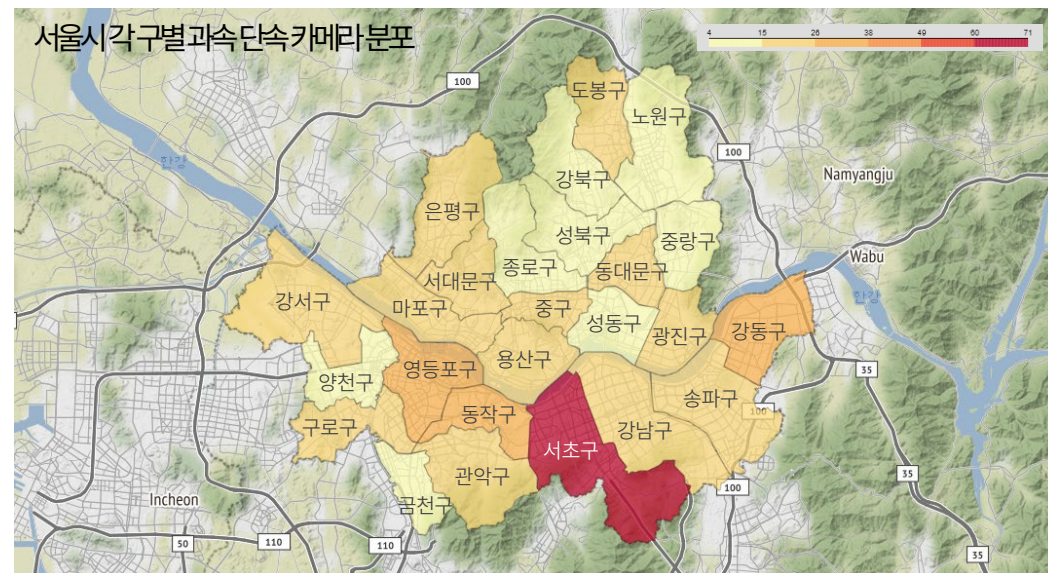 서울시 각 구별 과속 단속 카메라 분포
4 15 26 38 49 60 71
도봉구
100
노원구
한강
100
Namyangju
강북구
은평구
성북구
중랑구
종로구
Wabu
서대문구
동대문구
강서구
마포구
중구
한강
성동구
광진구
강동구
용산구
영등포구
양천구
35
송파구
동작구
100
구로구
강남구
서초구
관악구
35
100
Incheon
금천구
50
110
110
35